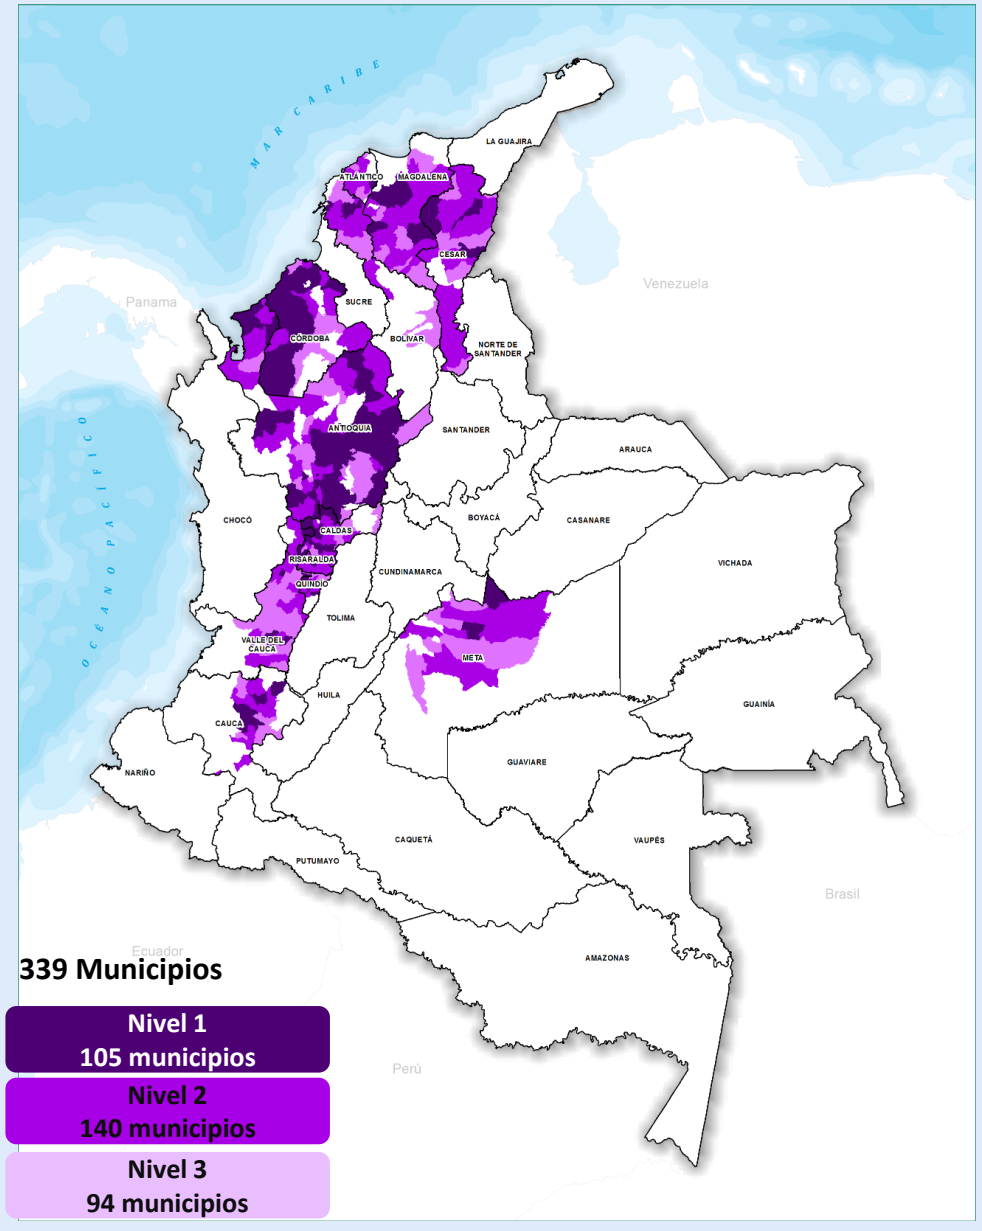 MAR CARIBE
LA GUAJIRA
ATLÁNTICO
MAGDALENA
CESAR
Venezuela
Panama
SUCRE
CÓRDOBA
BOLÍVAR
NORTE DE
SANTANDER
ANTIOQUIA
SANTANDER
ARAUCA
OCÉANO PACÍFICO
CHOCÓ
CALDAS
BOYACÁ
CASANARE
RISARALDA
CUNDINAMARCA
VICHADA
QUINDÍO
TOLIMA
VALLE DEL
CAUCA
META
HUILA
GUAINÍA
CAUCA
GUAVIARE
NARIÑO
CAQUETÁ
VAUPÉS
PUTUMAYO
Brasil
Ecuador
AMAZONAS
339 Municipios
Nivel 1
105 municipios
Perú
Nivel 2
140 municipios
Nivel 3
94 municipios